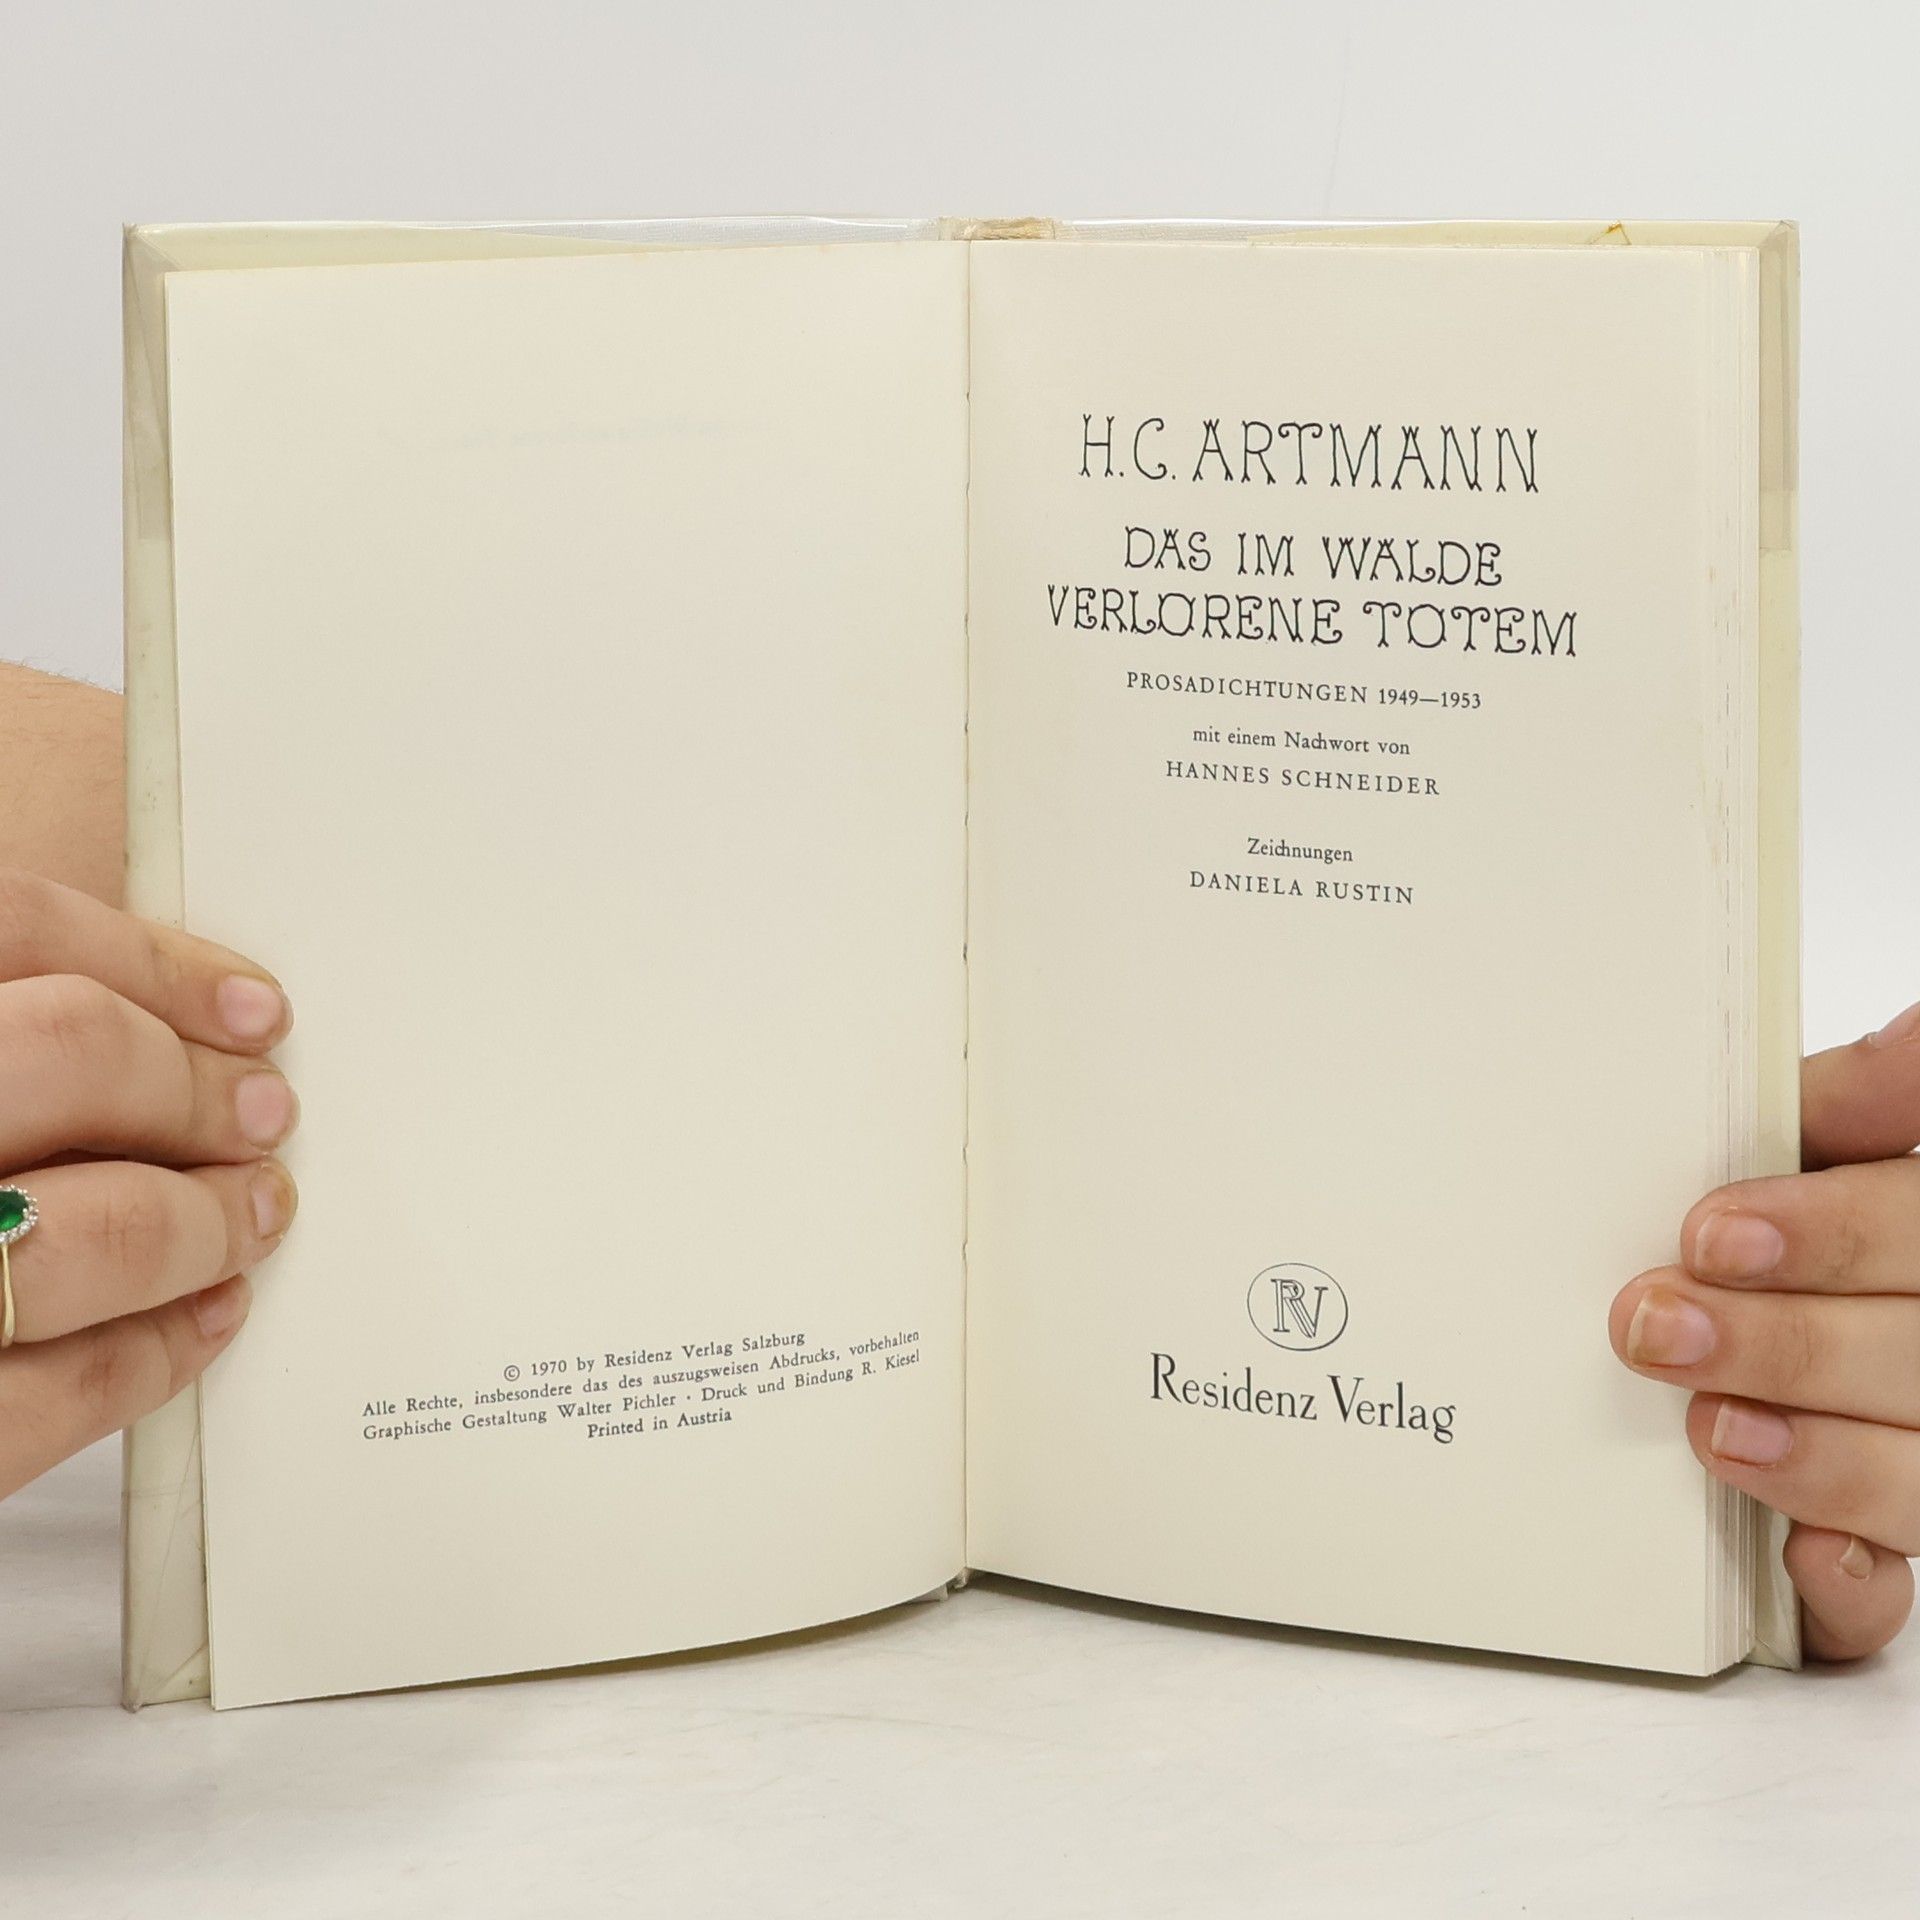 © 1970 by Residenz Verlag Salzburg
Alle Rechte, insbesondere das des auszugsweisen Abdrucks, vorbehalten
Graphische Gestaltung Walter Pichler · Druck und Bindung R. Kiesel
Printed in Austria
H.C. ARTMANN
DAS IM WALDE
VERLORENE TOTEM
PROSADICHTUNGEN 1949—1953
mit einem Nachwort von
HANNES SCHNEIDER
Zeichnungen
DANIELA RUSTIN
RV
Residenz Verlag